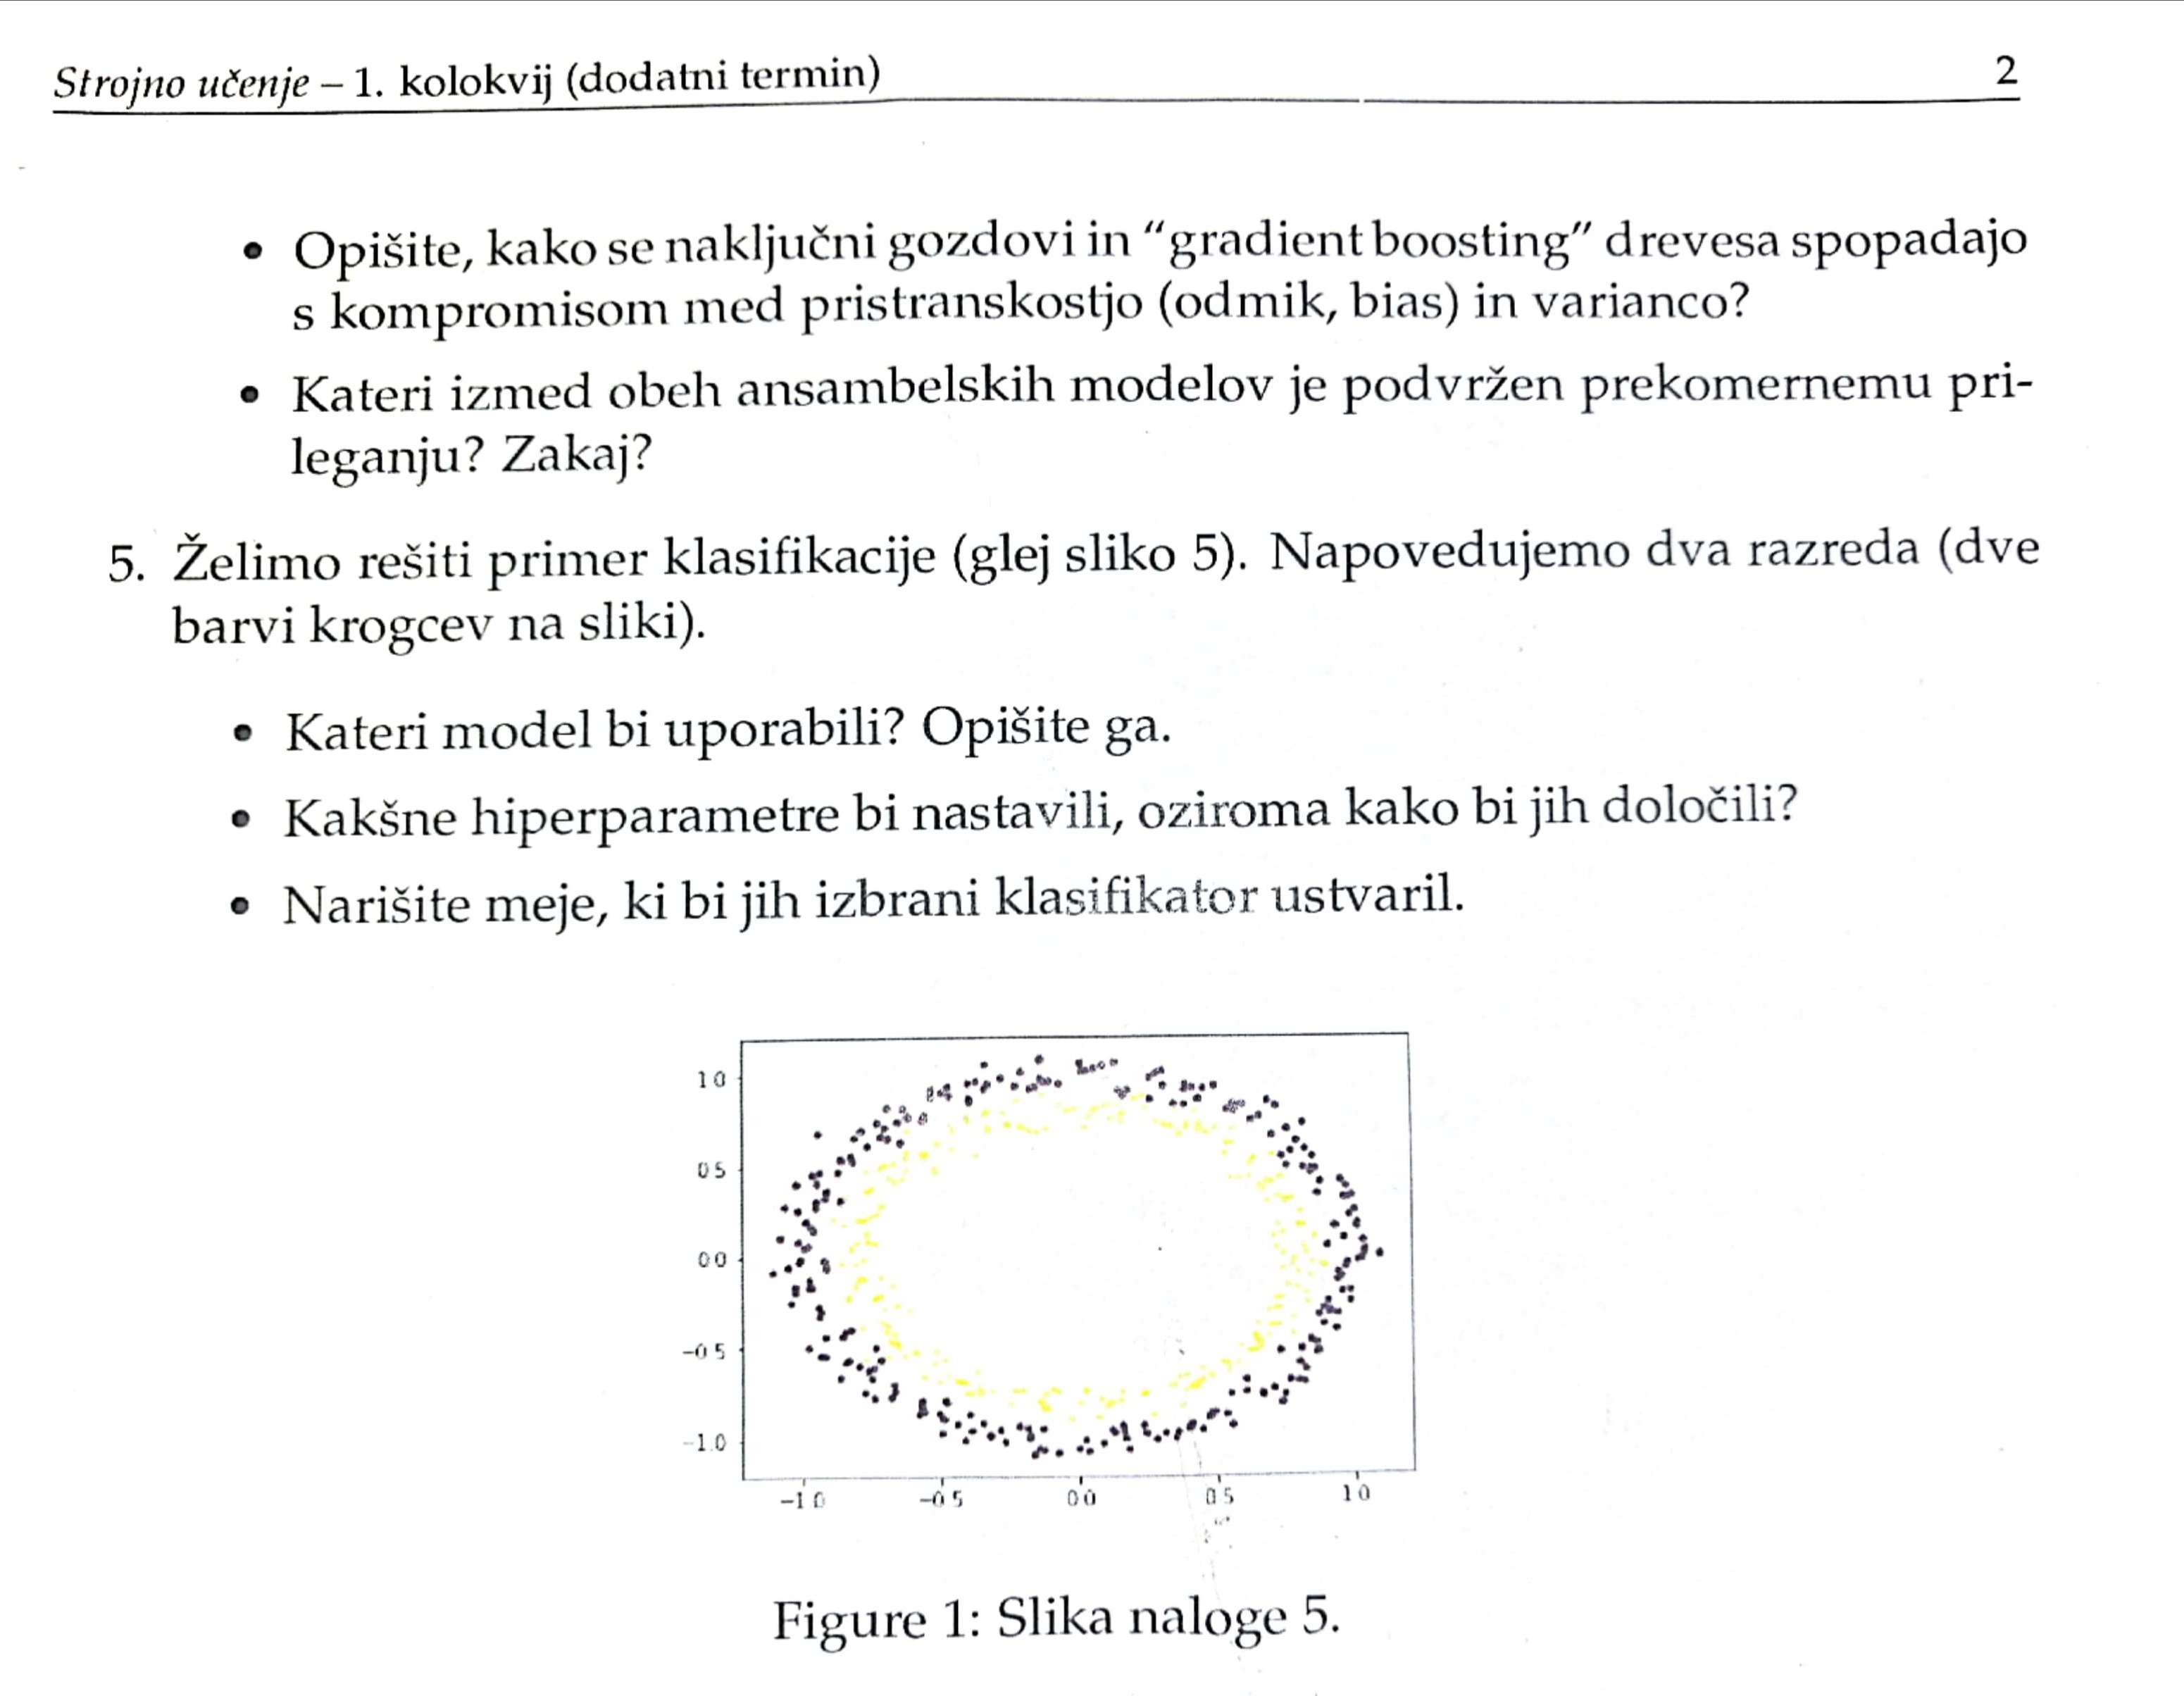 Strojno učenje – 1. kolokvij (dodatni termin) 2
• Opišite, kako se naključni gozdovi in “gradient boosting” drevesa spopadajo
s kompromisom med pristranskostjo (odmik, bias) in varianco?
• Kateri izmed obeh ansambelskih modelov je podvržen prekomernemu pri-
leganju? Zakaj?
5. Želimo rešiti primer klasifikacije (glej sliko 5). Napovedujemo dva razreda (dve
barvi krogcev na sliki).
• Kateri model bi uporabili? Opišite ga.
• Kakšne hiperparametre bi nastavili, oziroma kako bi jih določili?
• Narišite meje, ki bi jih izbrani klasifikator ustvaril.
1 0
0 5
0 0
−0 5
−1.0
−1 0 −0 5 0 0 0 5 1 0
Figure 1: Slika naloge 5.